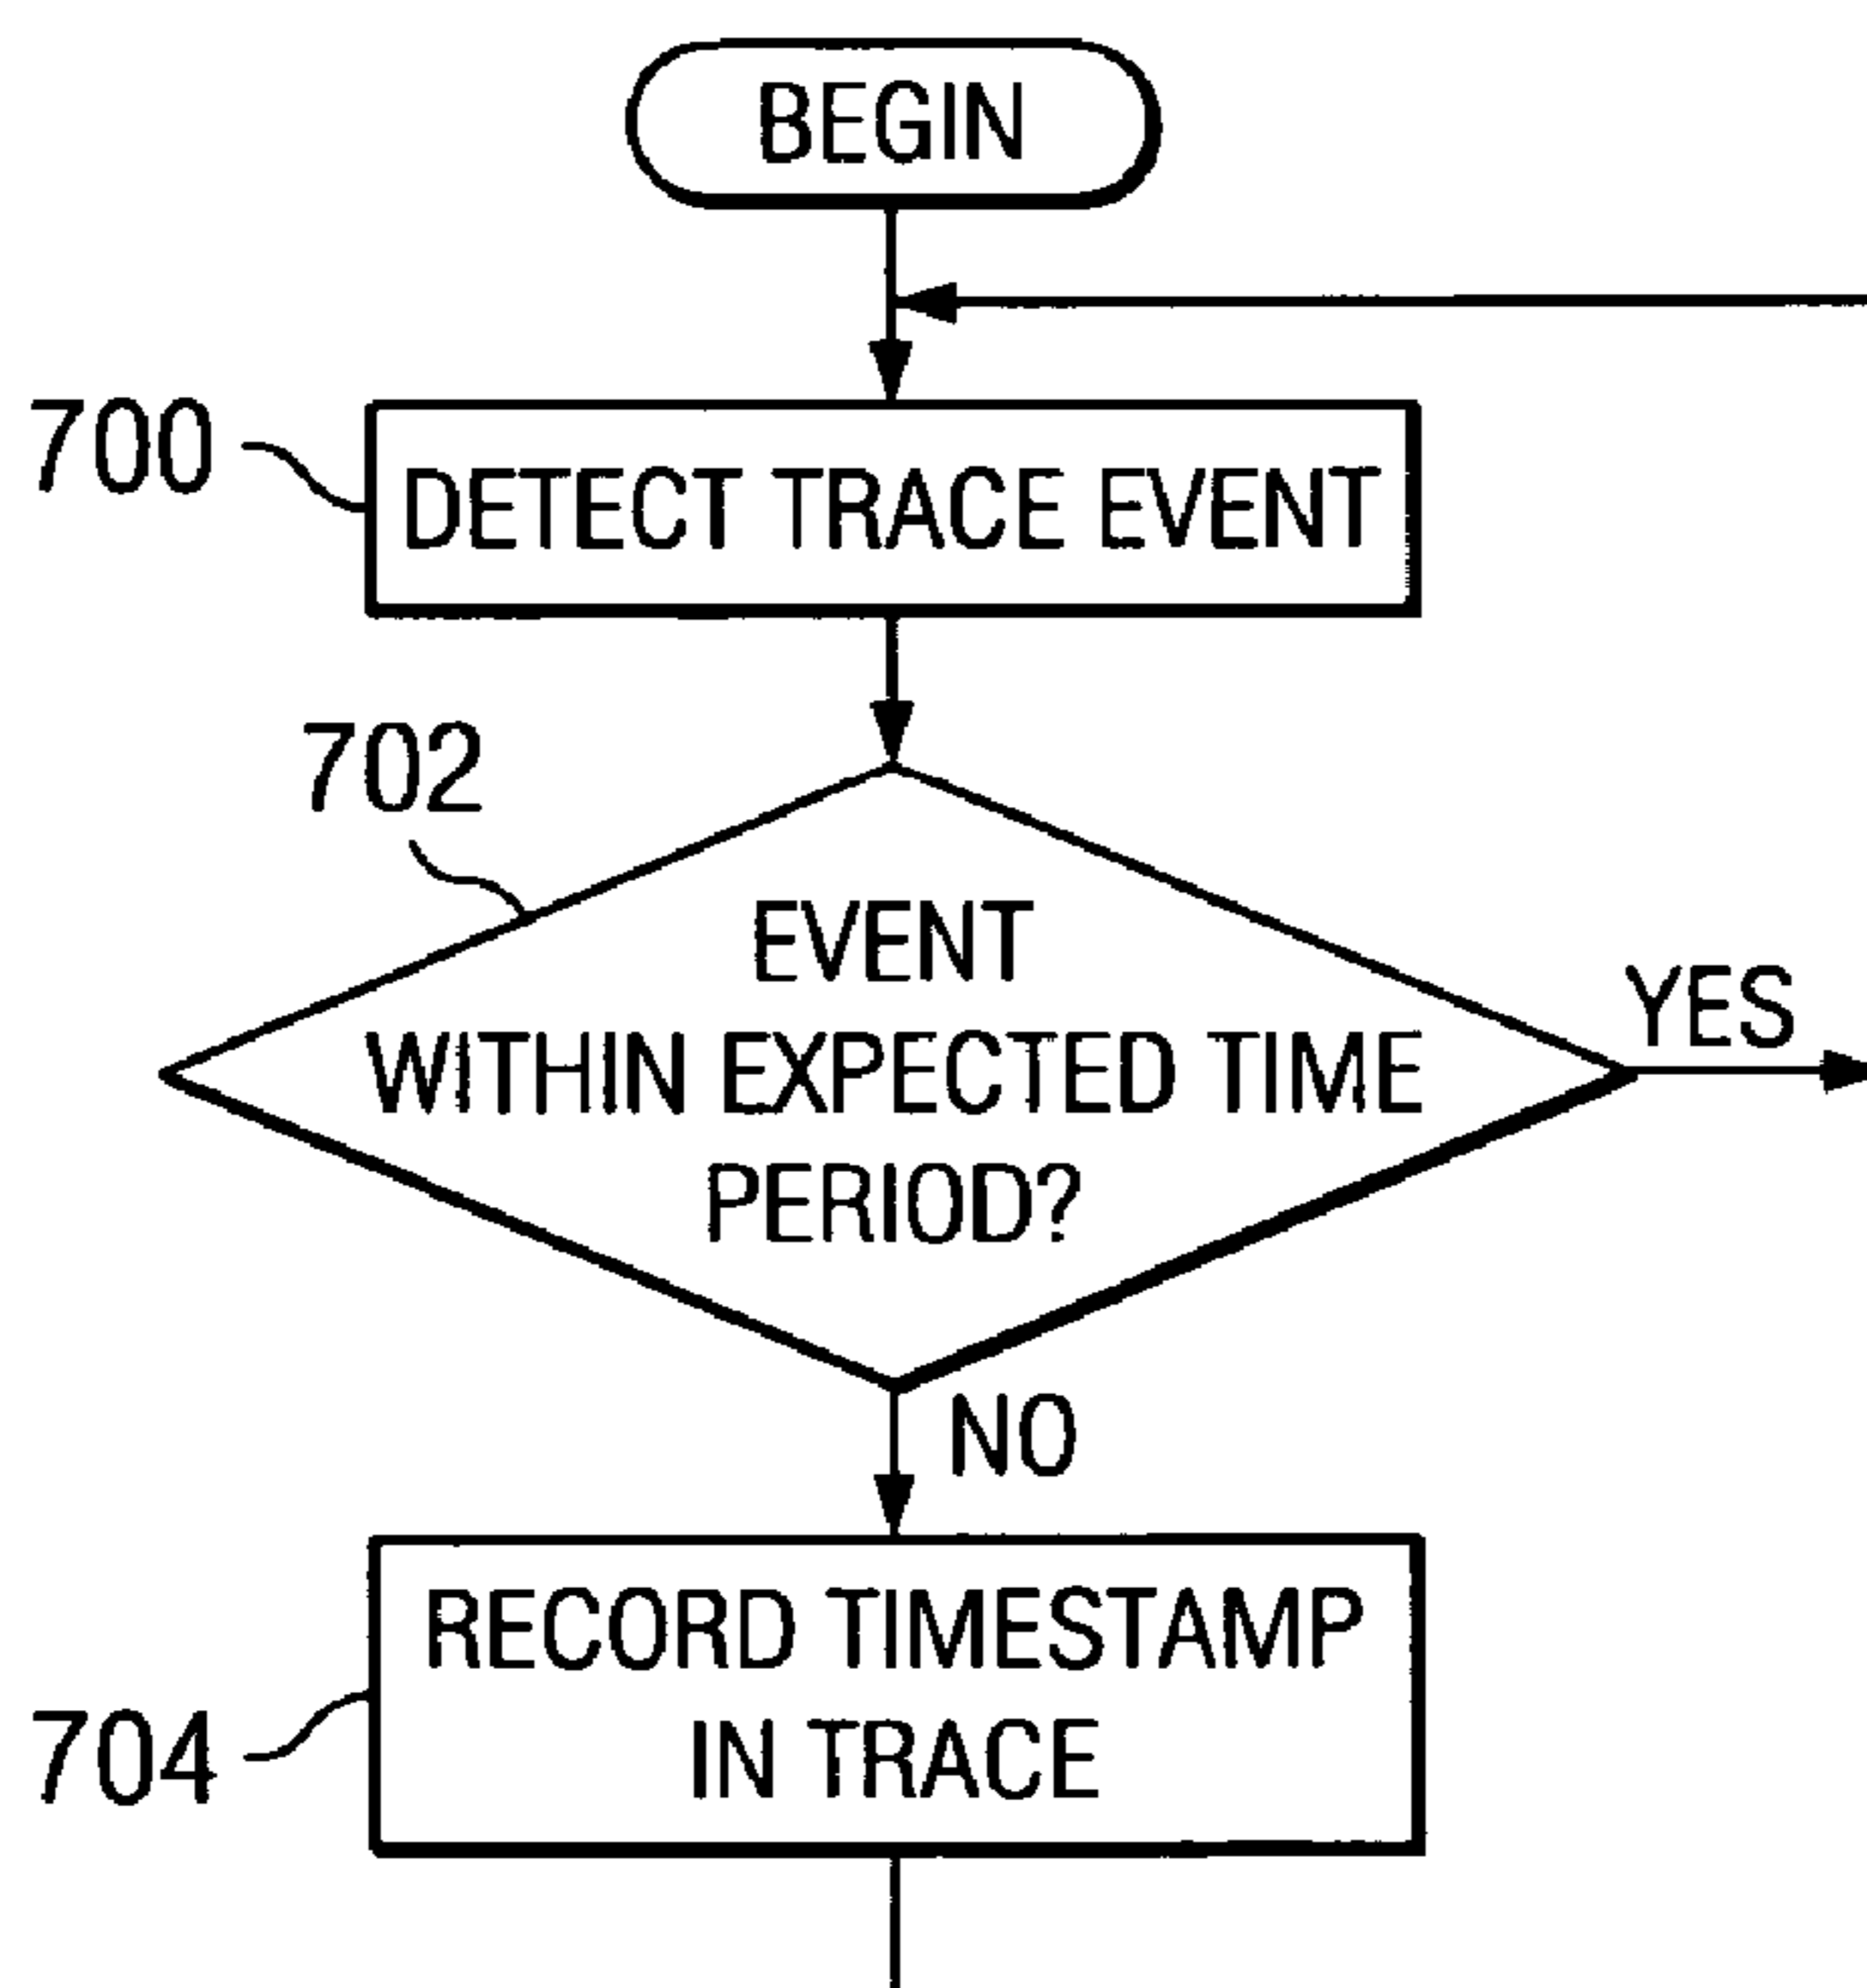 BEGIN
700
DETECT TRACE EVENT
702
EVENT
WITHIN EXPECTED TIME
PERIOD?
YES
NO
RECORD TIMESTAMP
IN TRACE
704